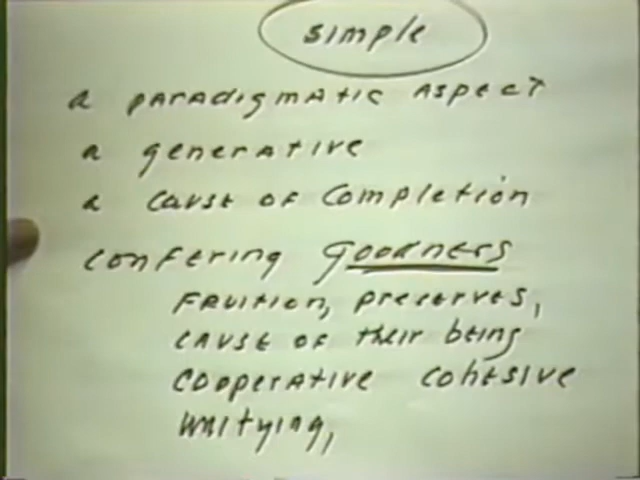 simple
a paradigmatic aspect
a generative
a cause of completion
confering goodness
fruition, preserves,
cause of their being
cooperative cohesive
unitying,